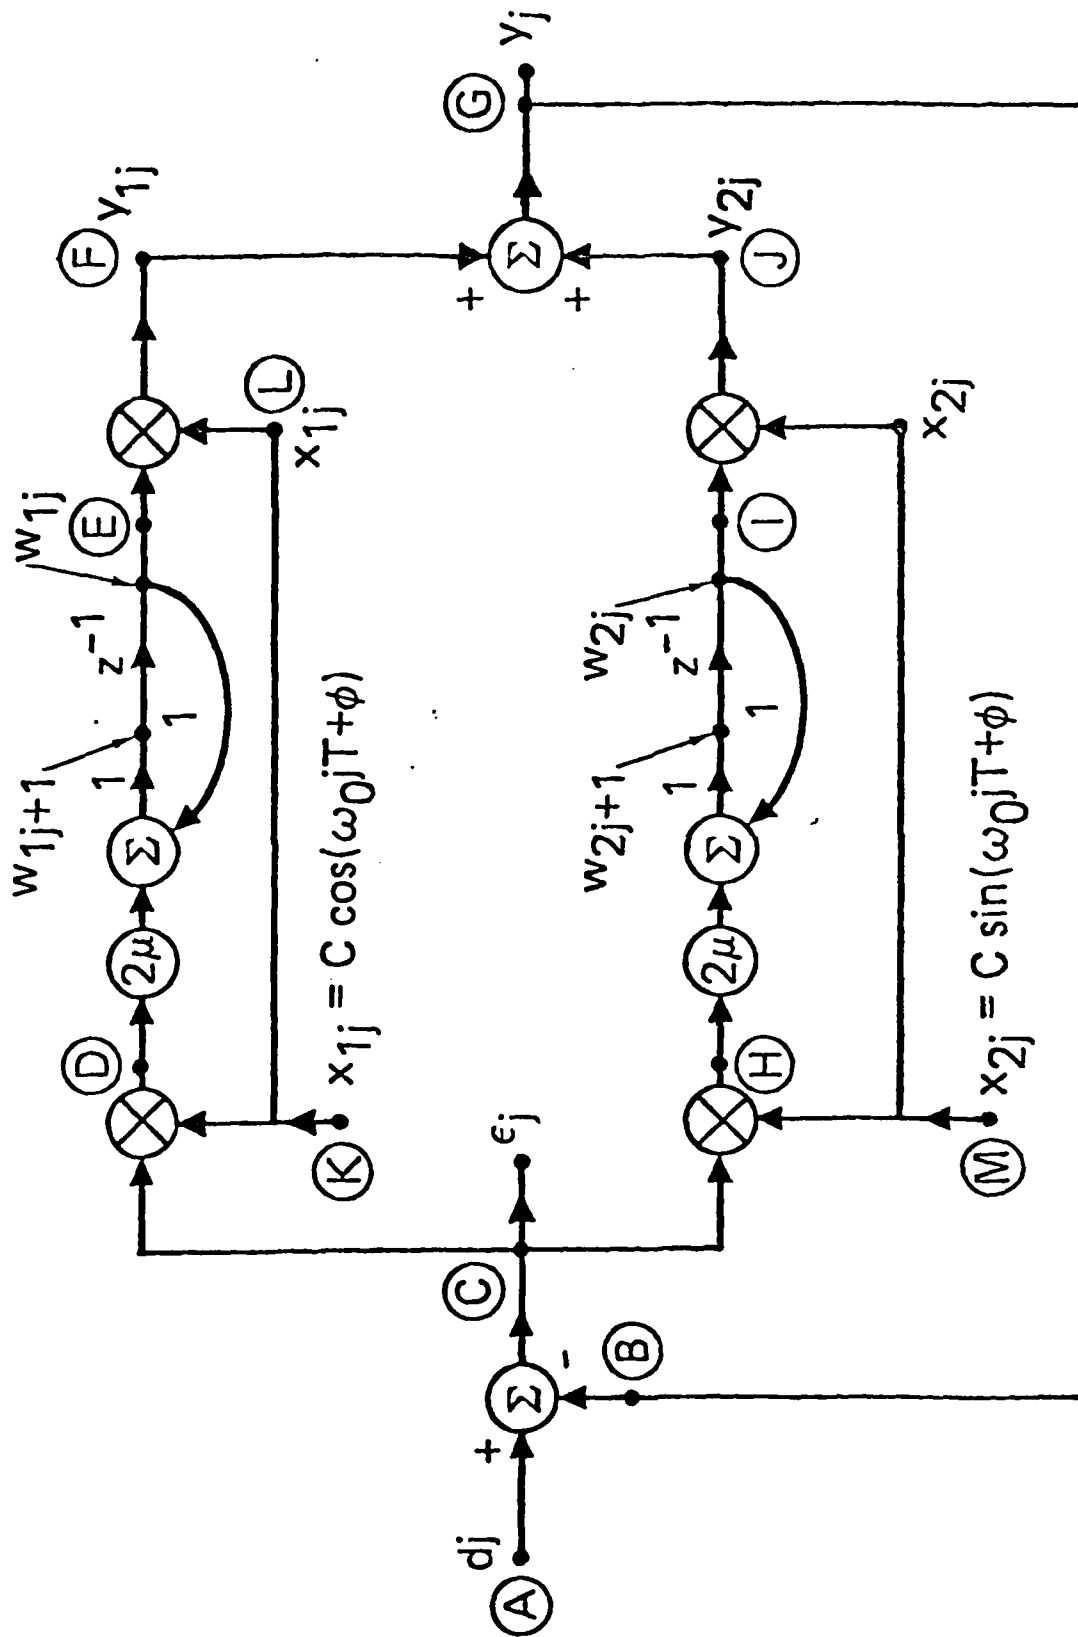 A
dj
+
Σ
-
B
C
ϵj
K
x1j = C cos(ω0jT+ϕ)
D
2μ
Σ
1
w1j+1
1
z⁻¹
w1j
E
L
x1j
F
y1j
M
x2j = C sin(ω0jT+ϕ)
H
2μ
Σ
1
w2j+1
1
z⁻¹
w2j
I
x2j
J
y2j
+
+
Σ
G
yj